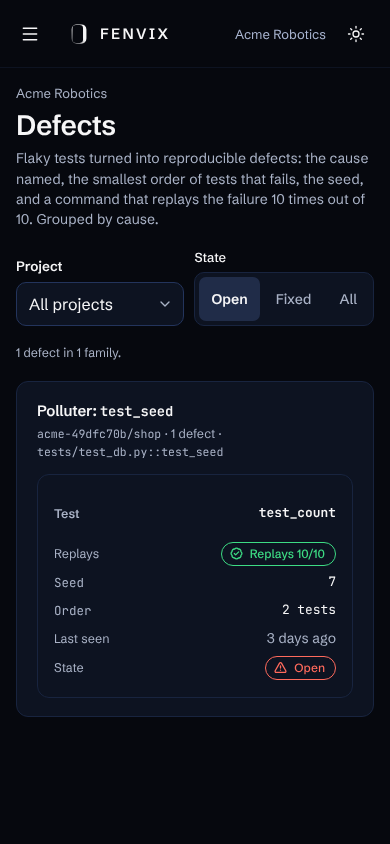 FENVIX
Acme Robotics
Acme Robotics
Defects
Flaky tests turned into reproducible defects: the cause
named, the smallest order of tests that fails, the seed,
and a command that replays the failure 10 times out of
10. Grouped by cause.
Project
State
All projects
Open
Fixed
All
1 defect in 1 family.
Polluter: test_seed
acme-49dfc70b/shop · 1 defect ·
tests/test_db.py::test_seed
Test
test_count
Replays
Replays 10/10
Seed
7
Order
2 tests
Last seen
3 days ago
State
Open